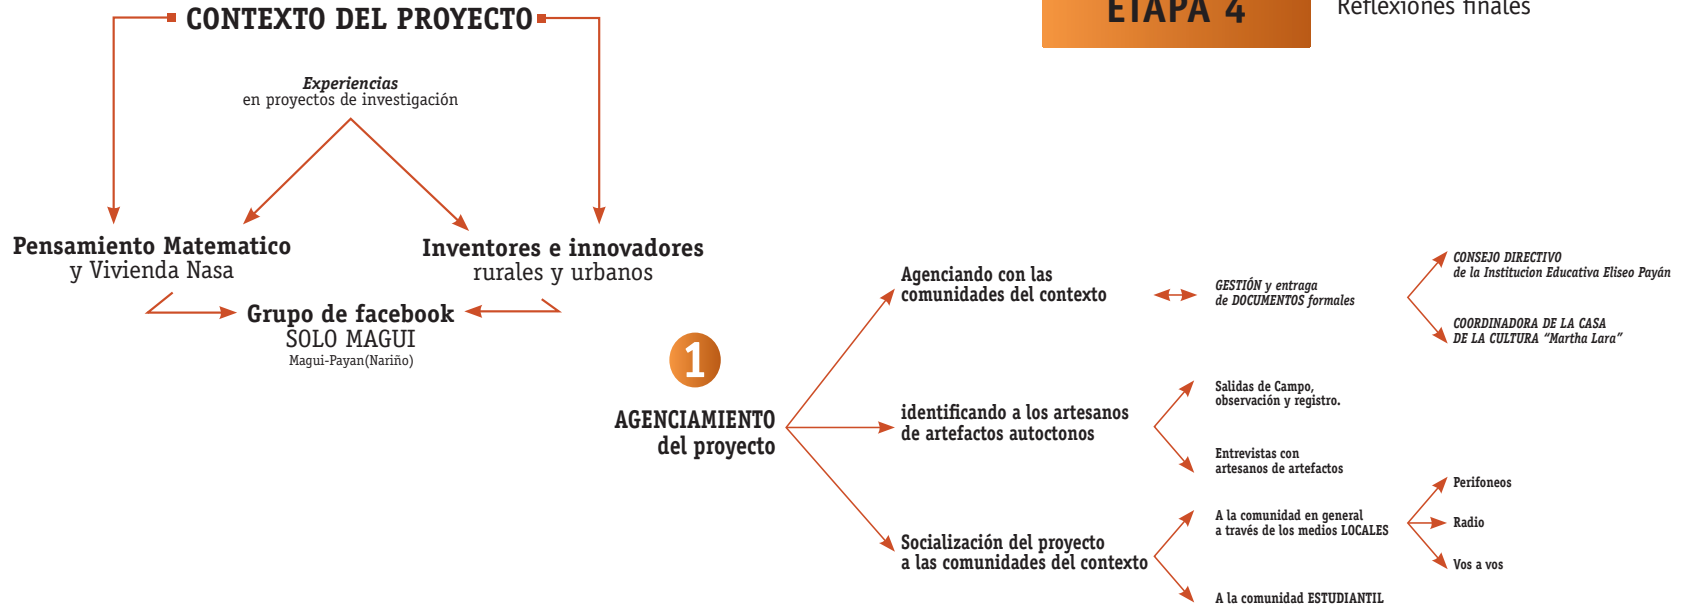 CONTEXTO DEL PROYECTO
ETAPA 4
Reflexiones finales
Experiencias
en proyectos de investigación
Pensamiento Matematico
y Vivienda Nasa
Inventores e innovadores
rurales y urbanos
Grupo de facebook
SOLO MAGUI
Magui-Payan(Nariño)
1
AGENCIAMIENTO
del proyecto
Agenciando con las
comunidades del contexto
GESTIÓN y entraga
de DOCUMENTOS formales
CONSEJO DIRECTIVO
de la Institucion Educativa Eliseo Payán
COORDINADORA DE LA CASA
DE LA CULTURA “Martha Lara”
identificando a los artesanos
de artefactos autoctonos
Salidas de Campo,
observación y registro.
Entrevistas con
artesanos de artefactos
Socialización del proyecto
a las comunidades del contexto
A la comunidad en general
a través de los medios LOCALES
Perifoneos
Radio
Vos a vos
A la comunidad ESTUDIANTIL